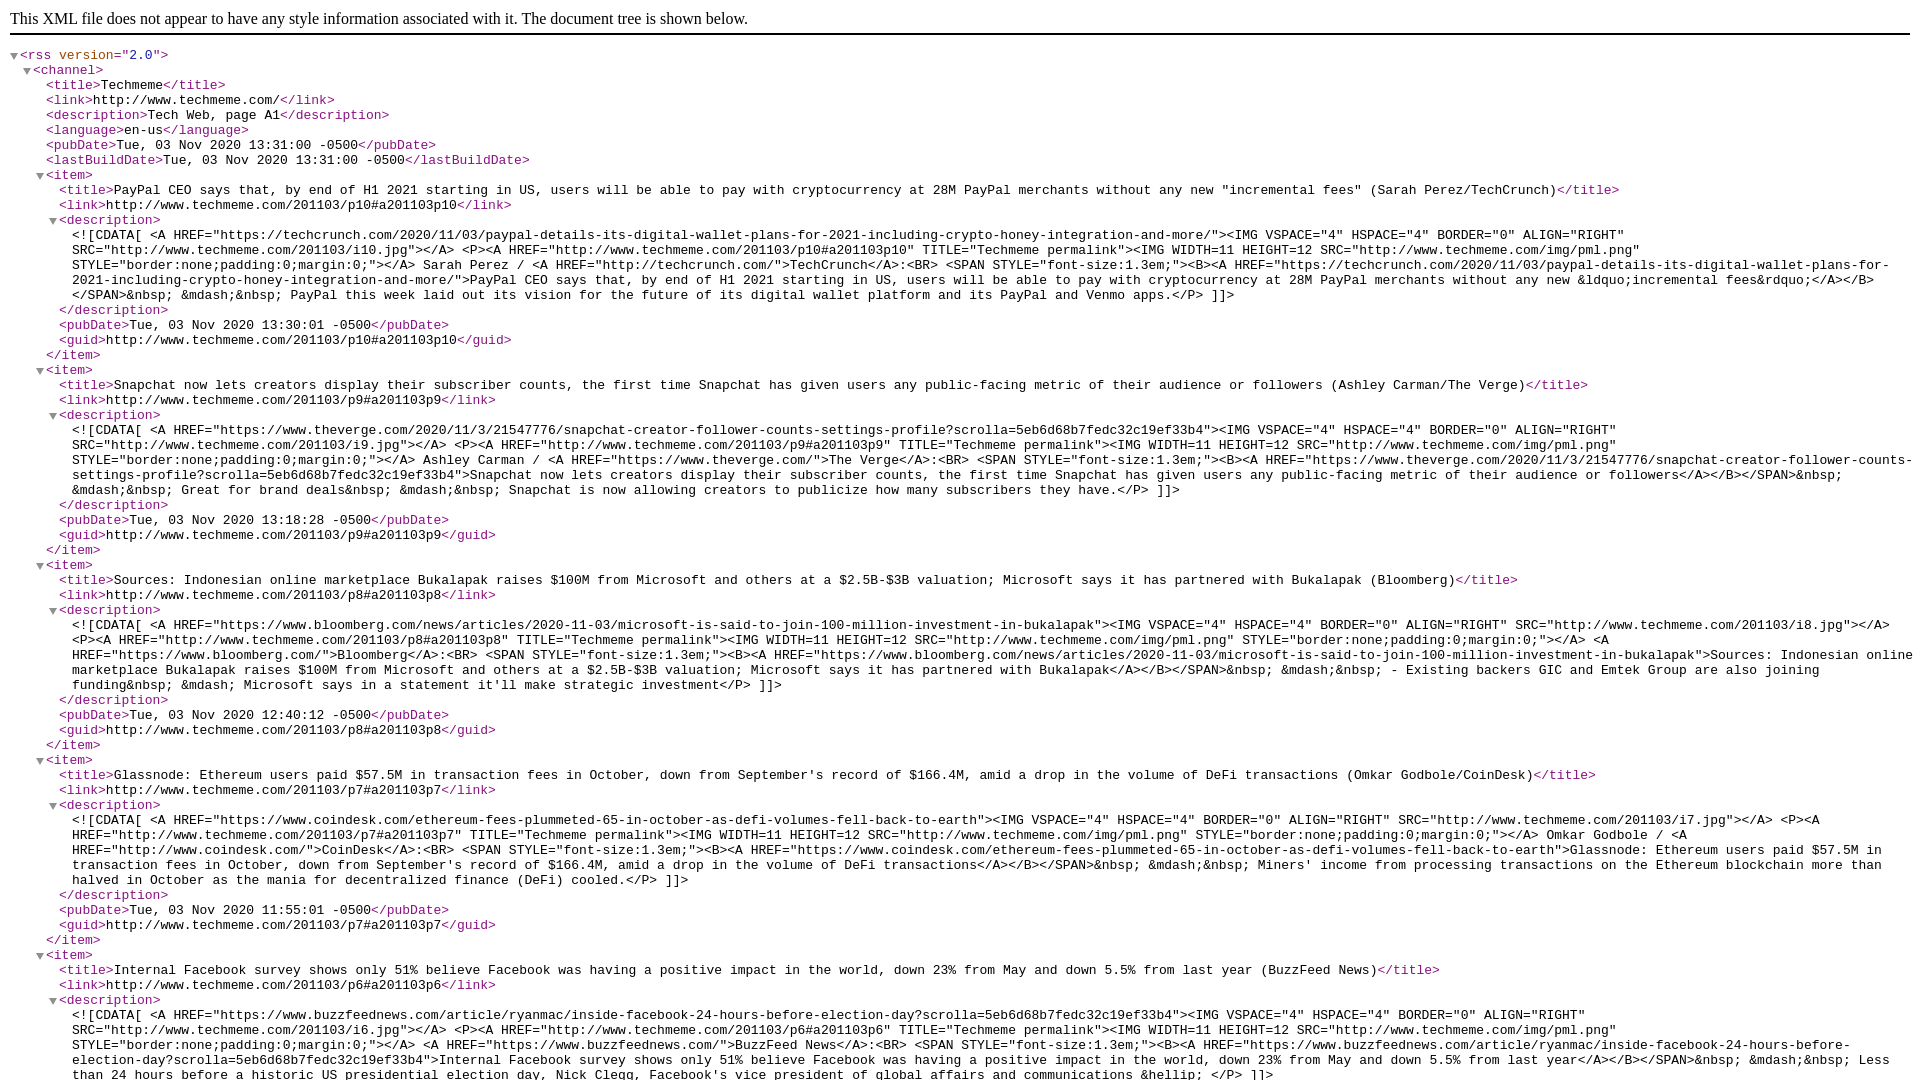 This XML file does not appear to have any style information associated with it. The document tree is shown below.
<rss version="2.0">
<channel>
<title>Techmeme</title>
<link>http://www.techmeme.com/</link>
<description>Tech Web, page A1</description>
<language>en-us</language>
<pubDate>Tue, 03 Nov 2020 13:31:00 -0500</pubDate>
<lastBuildDate>Tue, 03 Nov 2020 13:31:00 -0500</lastBuildDate>
<item>
<title>PayPal CEO says that, by end of H1 2021 starting in US, users will be able to pay with cryptocurrency at 28M PayPal merchants without any new "incremental fees" (Sarah Perez/TechCrunch)</title>
<link>http://www.techmeme.com/201103/p10#a201103p10</link>
<description>
<![CDATA[ <A HREF="https://techcrunch.com/2020/11/03/paypal-details-its-digital-wallet-plans-for-2021-including-crypto-honey-integration-and-more/"><IMG VSPACE="4" HSPACE="4" BORDER="0" ALIGN="RIGHT"
SRC="http://www.techmeme.com/201103/i10.jpg"></A> <P><A HREF="http://www.techmeme.com/201103/p10#a201103p10" TITLE="Techmeme permalink"><IMG WIDTH=11 HEIGHT=12 SRC="http://www.techmeme.com/img/pml.png"
STYLE="border:none;padding:0;margin:0;"></A> Sarah Perez / <A HREF="http://techcrunch.com/">TechCrunch</A>:<BR> <SPAN STYLE="font-size:1.3em;"><B><A HREF="https://techcrunch.com/2020/11/03/paypal-details-its-digital-wallet-plans-for-
2021-including-crypto-honey-integration-and-more/">PayPal CEO says that, by end of H1 2021 starting in US, users will be able to pay with cryptocurrency at 28M PayPal merchants without any new &ldquo;incremental fees&rdquo;</A></B>
</SPAN>&nbsp; &mdash;&nbsp; PayPal this week laid out its vision for the future of its digital wallet platform and its PayPal and Venmo apps.</P> ]]>
</description>
<pubDate>Tue, 03 Nov 2020 13:30:01 -0500</pubDate>
<guid>http://www.techmeme.com/201103/p10#a201103p10</guid>
</item>
<item>
<title>Snapchat now lets creators display their subscriber counts, the first time Snapchat has given users any public-facing metric of their audience or followers (Ashley Carman/The Verge)</title>
<link>http://www.techmeme.com/201103/p9#a201103p9</link>
<description>
<![CDATA[ <A HREF="https://www.theverge.com/2020/11/3/21547776/snapchat-creator-follower-counts-settings-profile?scrolla=5eb6d68b7fedc32c19ef33b4"><IMG VSPACE="4" HSPACE="4" BORDER="0" ALIGN="RIGHT"
SRC="http://www.techmeme.com/201103/i9.jpg"></A> <P><A HREF="http://www.techmeme.com/201103/p9#a201103p9" TITLE="Techmeme permalink"><IMG WIDTH=11 HEIGHT=12 SRC="http://www.techmeme.com/img/pml.png"
STYLE="border:none;padding:0;margin:0;"></A> Ashley Carman / <A HREF="https://www.theverge.com/">The Verge</A>:<BR> <SPAN STYLE="font-size:1.3em;"><B><A HREF="https://www.theverge.com/2020/11/3/21547776/snapchat-creator-follower-counts-
settings-profile?scrolla=5eb6d68b7fedc32c19ef33b4">Snapchat now lets creators display their subscriber counts, the first time Snapchat has given users any public-facing metric of their audience or followers</A></B></SPAN>&nbsp;
&mdash;&nbsp; Great for brand deals&nbsp; &mdash;&nbsp; Snapchat is now allowing creators to publicize how many subscribers they have.</P> ]]>
</description>
<pubDate>Tue, 03 Nov 2020 13:18:28 -0500</pubDate>
<guid>http://www.techmeme.com/201103/p9#a201103p9</guid>
</item>
<item>
<title>Sources: Indonesian online marketplace Bukalapak raises $100M from Microsoft and others at a $2.5B-$3B valuation; Microsoft says it has partnered with Bukalapak (Bloomberg)</title>
<link>http://www.techmeme.com/201103/p8#a201103p8</link>
<description>
<![CDATA[ <A HREF="https://www.bloomberg.com/news/articles/2020-11-03/microsoft-is-said-to-join-100-million-investment-in-bukalapak"><IMG VSPACE="4" HSPACE="4" BORDER="0" ALIGN="RIGHT" SRC="http://www.techmeme.com/201103/i8.jpg"></A>
<P><A HREF="http://www.techmeme.com/201103/p8#a201103p8" TITLE="Techmeme permalink"><IMG WIDTH=11 HEIGHT=12 SRC="http://www.techmeme.com/img/pml.png" STYLE="border:none;padding:0;margin:0;"></A> <A
HREF="https://www.bloomberg.com/">Bloomberg</A>:<BR> <SPAN STYLE="font-size:1.3em;"><B><A HREF="https://www.bloomberg.com/news/articles/2020-11-03/microsoft-is-said-to-join-100-million-investment-in-bukalapak">Sources: Indonesian online
marketplace Bukalapak raises $100M from Microsoft and others at a $2.5B-$3B valuation; Microsoft says it has partnered with Bukalapak</A></B></SPAN>&nbsp; &mdash;&nbsp; - Existing backers GIC and Emtek Group are also joining
funding&nbsp; &mdash; Microsoft says in a statement it'll make strategic investment</P> ]]>
</description>
<pubDate>Tue, 03 Nov 2020 12:40:12 -0500</pubDate>
<guid>http://www.techmeme.com/201103/p8#a201103p8</guid>
</item>
<item>
<title>Glassnode: Ethereum users paid $57.5M in transaction fees in October, down from September's record of $166.4M, amid a drop in the volume of DeFi transactions (Omkar Godbole/CoinDesk)</title>
<link>http://www.techmeme.com/201103/p7#a201103p7</link>
<description>
<![CDATA[ <A HREF="https://www.coindesk.com/ethereum-fees-plummeted-65-in-october-as-defi-volumes-fell-back-to-earth"><IMG VSPACE="4" HSPACE="4" BORDER="0" ALIGN="RIGHT" SRC="http://www.techmeme.com/201103/i7.jpg"></A> <P><A
HREF="http://www.techmeme.com/201103/p7#a201103p7" TITLE="Techmeme permalink"><IMG WIDTH=11 HEIGHT=12 SRC="http://www.techmeme.com/img/pml.png" STYLE="border:none;padding:0;margin:0;"></A> Omkar Godbole / <A
HREF="http://www.coindesk.com/">CoinDesk</A>:<BR> <SPAN STYLE="font-size:1.3em;"><B><A HREF="https://www.coindesk.com/ethereum-fees-plummeted-65-in-october-as-defi-volumes-fell-back-to-earth">Glassnode: Ethereum users paid $57.5M in
transaction fees in October, down from September's record of $166.4M, amid a drop in the volume of DeFi transactions</A></B></SPAN>&nbsp; &mdash;&nbsp; Miners' income from processing transactions on the Ethereum blockchain more than
halved in October as the mania for decentralized finance (DeFi) cooled.</P> ]]>
</description>
<pubDate>Tue, 03 Nov 2020 11:55:01 -0500</pubDate>
<guid>http://www.techmeme.com/201103/p7#a201103p7</guid>
</item>
<item>
<title>Internal Facebook survey shows only 51% believe Facebook was having a positive impact in the world, down 23% from May and down 5.5% from last year (BuzzFeed News)</title>
<link>http://www.techmeme.com/201103/p6#a201103p6</link>
<description>
<![CDATA[ <A HREF="https://www.buzzfeednews.com/article/ryanmac/inside-facebook-24-hours-before-election-day?scrolla=5eb6d68b7fedc32c19ef33b4"><IMG VSPACE="4" HSPACE="4" BORDER="0" ALIGN="RIGHT"
SRC="http://www.techmeme.com/201103/i6.jpg"></A> <P><A HREF="http://www.techmeme.com/201103/p6#a201103p6" TITLE="Techmeme permalink"><IMG WIDTH=11 HEIGHT=12 SRC="http://www.techmeme.com/img/pml.png"
STYLE="border:none;padding:0;margin:0;"></A> <A HREF="https://www.buzzfeednews.com/">BuzzFeed News</A>:<BR> <SPAN STYLE="font-size:1.3em;"><B><A HREF="https://www.buzzfeednews.com/article/ryanmac/inside-facebook-24-hours-before-
election-day?scrolla=5eb6d68b7fedc32c19ef33b4">Internal Facebook survey shows only 51% believe Facebook was having a positive impact in the world, down 23% from May and down 5.5% from last year</A></B></SPAN>&nbsp; &mdash;&nbsp; Less
than 24 hours before a historic US presidential election day, Nick Clegg, Facebook's vice president of global affairs and communications &hellip; </P> ]]>